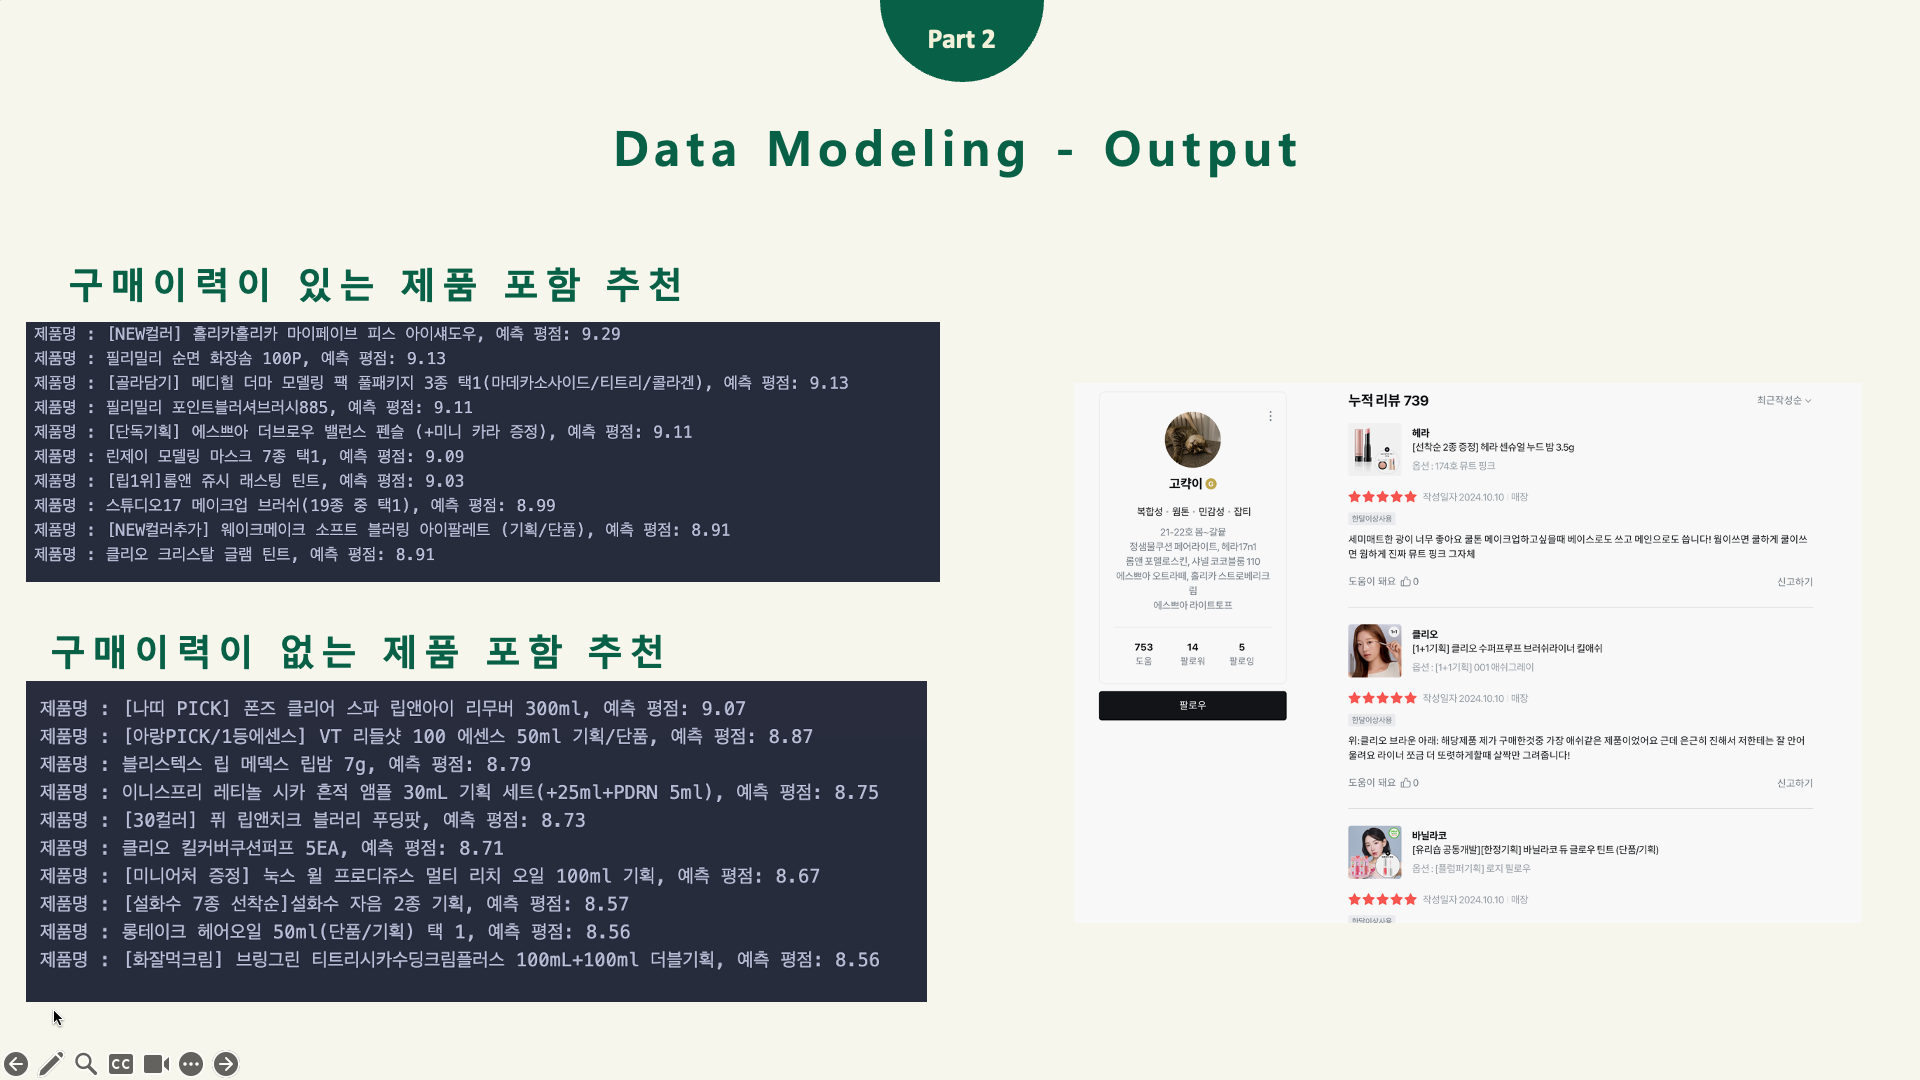 Part 2
Data Modeling - Output
구매이력이 있는 제품 포함 추천
제품명 : [NEW컬러] 홀리카홀리카 마이페이브 피스 아이섀도우, 예측 평점: 9.29
제품명 : 필리밀리 순면 화장솜 100P, 예측 평점: 9.13
제품명 : [골라담기] 메디힐 더마 모델링 팩 풀패키지 3종 택1(마데카소사이드/티트리/콜라겐), 예측 평점: 9.13
제품명 : 필리밀리 포인트블러셔브러시885, 예측 평점: 9.11
제품명 : [단독기획] 에스쁘아 더브로우 밸런스 펜슬 (+미니 카라 증정), 예측 평점: 9.11
제품명 : 린제이 모델링 마스크 7종 택1, 예측 평점: 9.09
제품명 : [립1위]롬앤 쥬시 래스팅 틴트, 예측 평점: 9.03
제품명 : 스튜디오17 메이크업 브러쉬(19종 중 택1), 예측 평점: 8.99
제품명 : [NEW컬러추가] 웨이크메이크 소프트 블러링 아이팔레트 (기획/단품), 예측 평점: 8.91
제품명 : 클리오 크리스탈 글램 틴트, 예측 평점: 8.91
구매이력이 없는 제품 포함 추천
제품명 : [나띠 PICK] 폰즈 클리어 스파 립앤아이 리무버 300ml, 예측 평점: 9.07
제품명 : [아랑PICK/1등에센스] VT 리들샷 100 에센스 50ml 기획/단품, 예측 평점: 8.87
제품명 : 블리스텍스 립 메덱스 립밤 7g, 예측 평점: 8.79
제품명 : 이니스프리 레티놀 시카 흔적 앰플 30mL 기획 세트(+25ml+PDRN 5ml), 예측 평점: 8.75
제품명 : [30컬러] 퓌 립앤치크 블러리 푸딩팟, 예측 평점: 8.73
제품명 : 클리오 킬커버쿠션퍼프 5EA, 예측 평점: 8.71
제품명 : [미니어처 증정] 눅스 윌 프로디쥬스 멀티 리치 오일 100ml 기획, 예측 평점: 8.67
제품명 : [설화수 7종 선착순]설화수 자음 2종 기획, 예측 평점: 8.57
제품명 : 롱테이크 헤어오일 50ml(단품/기획) 택 1, 예측 평점: 8.56
제품명 : [화잘먹크림] 브링그린 티트리시카수딩크림플러스 100mL+100ml 더블기획, 예측 평점: 8.56
고캭이 G
복합성 · 웜톤 · 민감성 · 잡티
21-22호 봄-갈뮽
정샘물쿠션 페어라이트, 헤라17n1
롬앤 포멜로스킨, 샤넬 코코블룸 110
에스쁘아 오트라떼, 홀리카 스트로베리크
림
에스쁘아 라이트토프
753 14 5
도움 팔로워 팔로잉
팔로우
누적 리뷰 739
최근작성순
헤라
[선착순 2종 증정] 헤라 센슈얼 누드 밤 3.5g
옵션 : 174호 뮤트 핑크
작성일자 2024.10.10 | 매장
한달이상사용
세미매트한 광이 너무 좋아요 쿨톤 메이크업하고싶을때 베이스로도 쓰고 메인으로도 씁니다! 웜이쓰면 쿨하게 쿨이쓰
면 웜하게 진짜 뮤트 핑크 그자체
도움이 돼요 0
신고하기
1+1
클리오
[1+1기획] 클리오 수퍼프루프 브러쉬라이너 킬애쉬
옵션 : [1+1기획] 001 애쉬그레이
작성일자 2024.10.10 | 매장
한달이상사용
위:클리오 브라운 아래: 해당제품 제가 구매한것중 가장 애쉬같은 제품이었어요 근데 은근히 진해서 저한테는 잘 안어
울려요 라이너 쪼금 더 또렷하게할때 살짝만 그려줍니다!
도움이 돼요 0
신고하기
바닐라코
[유리숍 공동개발][한정기획] 바닐라코 듀 글로우 틴트 (단품/기획)
옵션 : [플럼퍼기획] 로지 필로우
작성일자 2024.10.10 | 매장
한달이상사용
CC